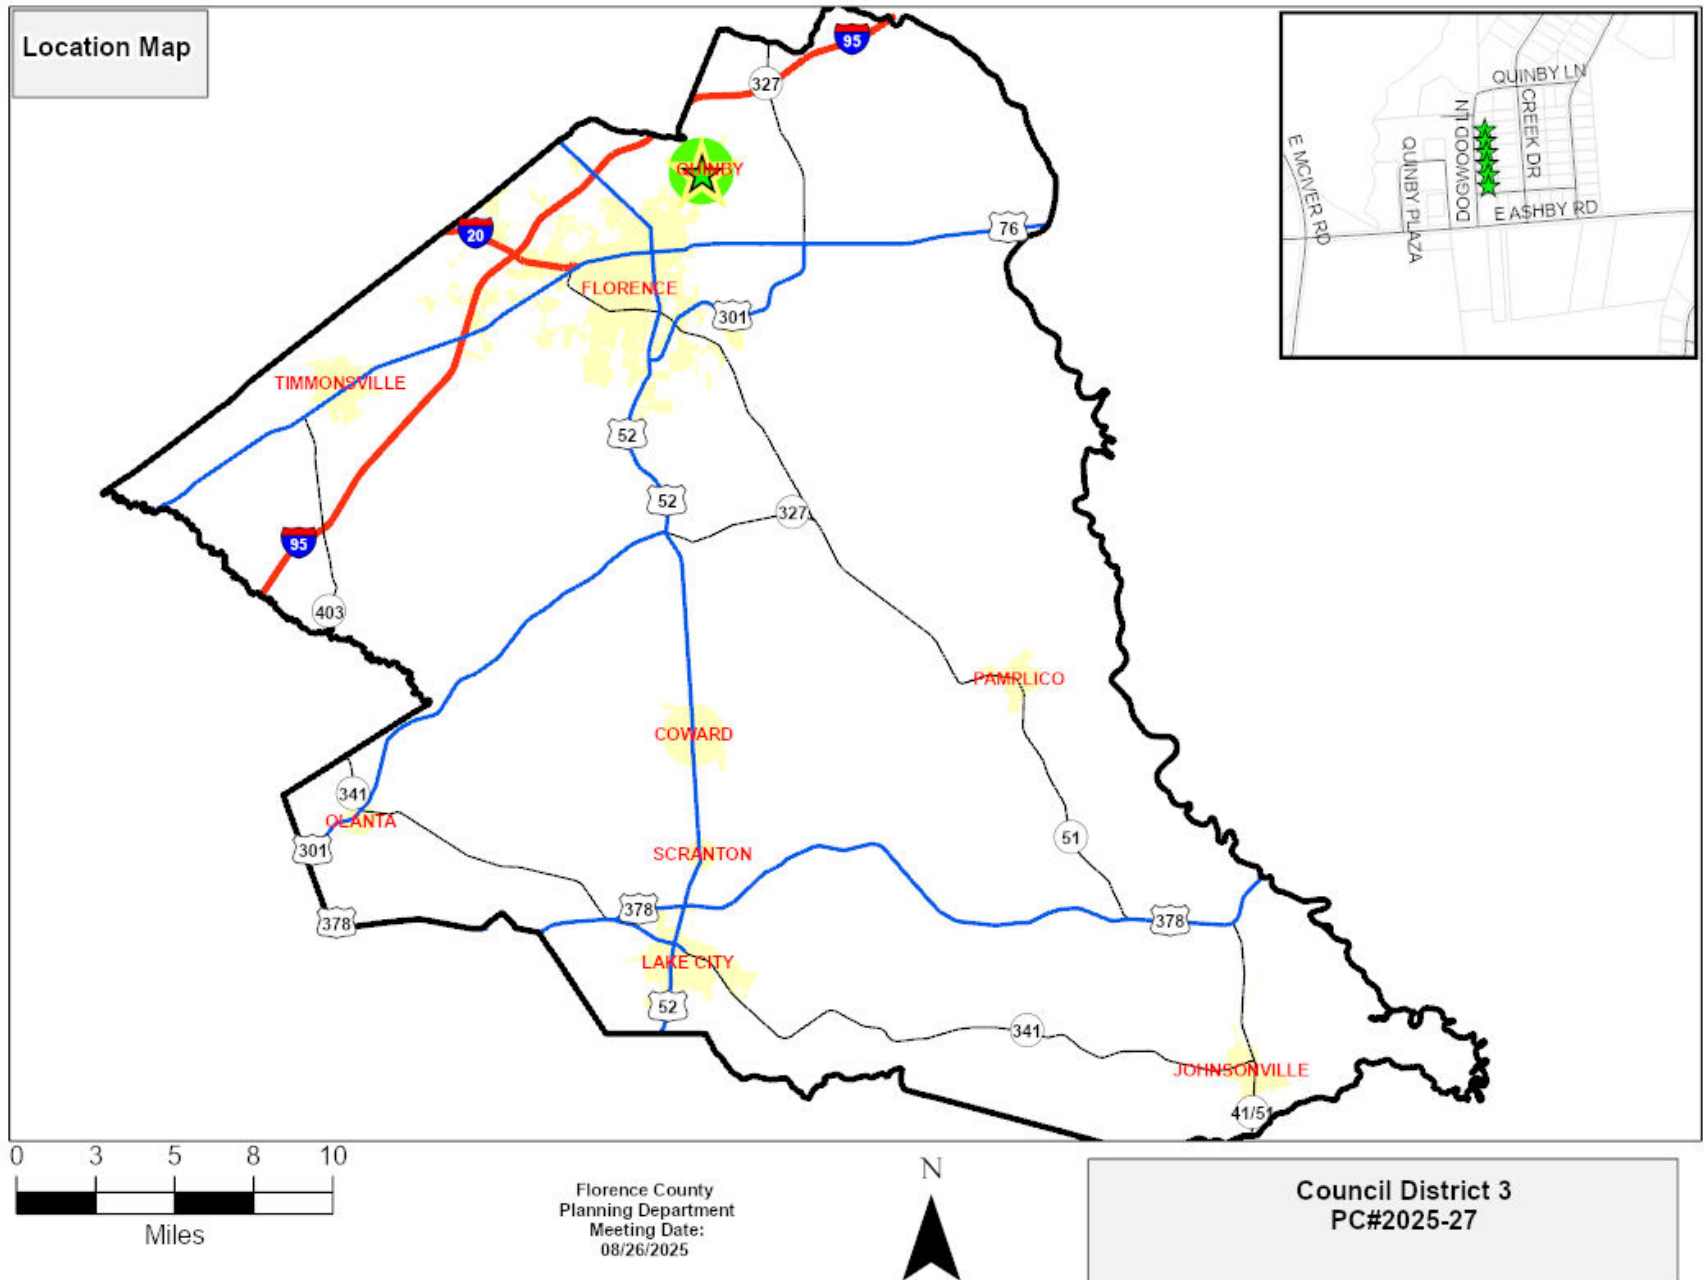 Location Map
95
327
QUINBY
20
76
FLORENCE
301
TIMMONSVILLE
52
52
327
95
403
PAMPLICO
COWARD
341
OLANTA
301
51
SCRANTON
378
378
378
LAKE CITY
52
341
JOHNSONVILLE
41/51
QUINBY LN
DOGWOOD LN
CREEK DR
QUINBY PLAZA
E MCIVER RD
E ASHBY RD
0 3 5 8 10
Miles
Florence County
Planning Department
Meeting Date:
08/26/2025
N
Council District 3
PC#2025-27